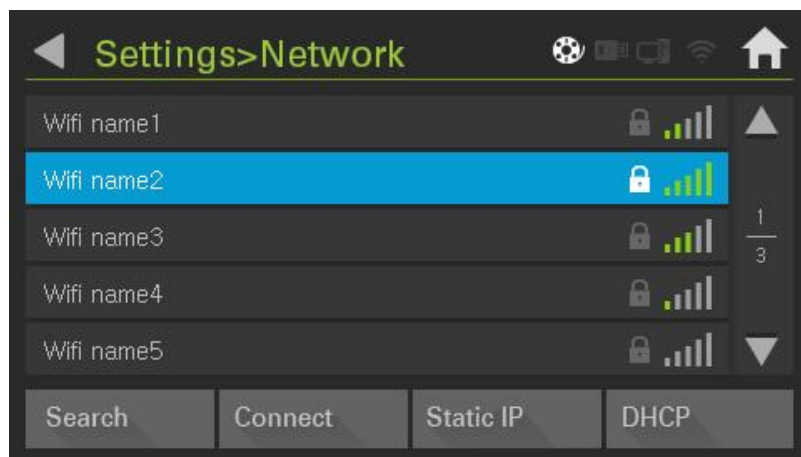 Settings>Network
Wifi name1
Wifi name2
Wifi name3
Wifi name4
Wifi name5
1
3
Search Connect Static IP DHCP